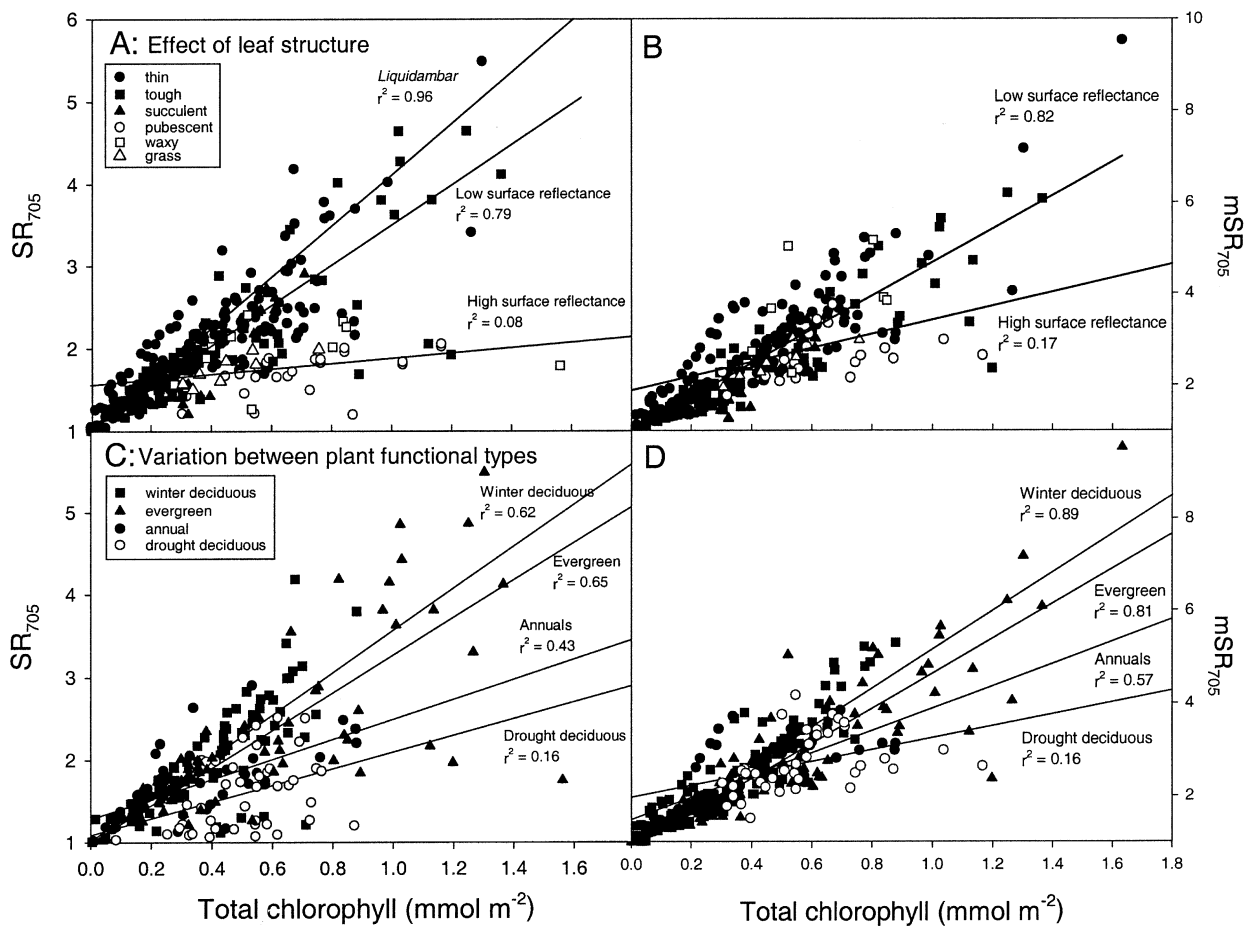 A: Effect of leaf structure
thin
tough
succulent
pubescent
waxy
grass
Liquidambar
r² = 0.96
Low surface reflectance
r² = 0.79
High surface reflectance
r² = 0.08
SR705
6
5
4
3
2
1
B
Low surface reflectance
r² = 0.82
High surface reflectance
r² = 0.17
10
8
6
4
2
mSR705
C: Variation between plant functional types
winter deciduous
evergreen
annual
drought deciduous
Winter deciduous
r² = 0.62
Evergreen
r² = 0.65
Annuals
r² = 0.43
Drought deciduous
r² = 0.16
SR705
5
4
3
2
1
0.0 0.2 0.4 0.6 0.8 1.0 1.2 1.4 1.6
Total chlorophyll (mmol m⁻²)
D
Winter deciduous
r² = 0.89
Evergreen
r² = 0.81
Annuals
r² = 0.57
Drought deciduous
r² = 0.16
8
6
4
2
mSR705
0.0 0.2 0.4 0.6 0.8 1.0 1.2 1.4 1.6 1.8
Total chlorophyll (mmol m⁻²)